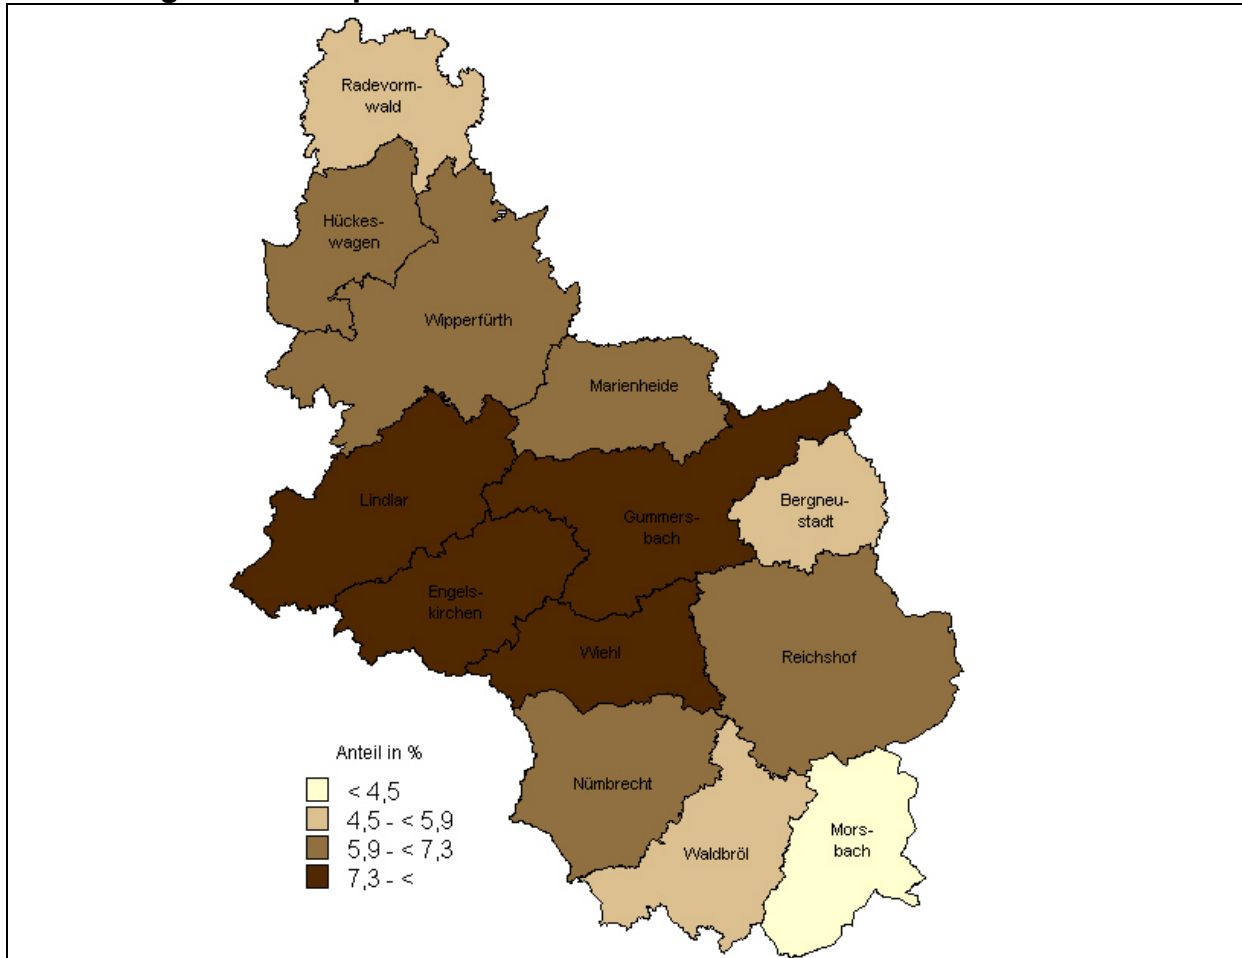 Radevorm-
wald
Hückes-
wagen
Wipperfürth
Marienheide
Lindlar
Gummers-
bach
Bergneu-
stadt
Engels-
kirchen
Wiehl
Reichshof
Nümbrecht
Waldbröl
Mors-
bach
Anteil in %
< 4,5
4,5 - < 5,9
5,9 - < 7,3
7,3 - <